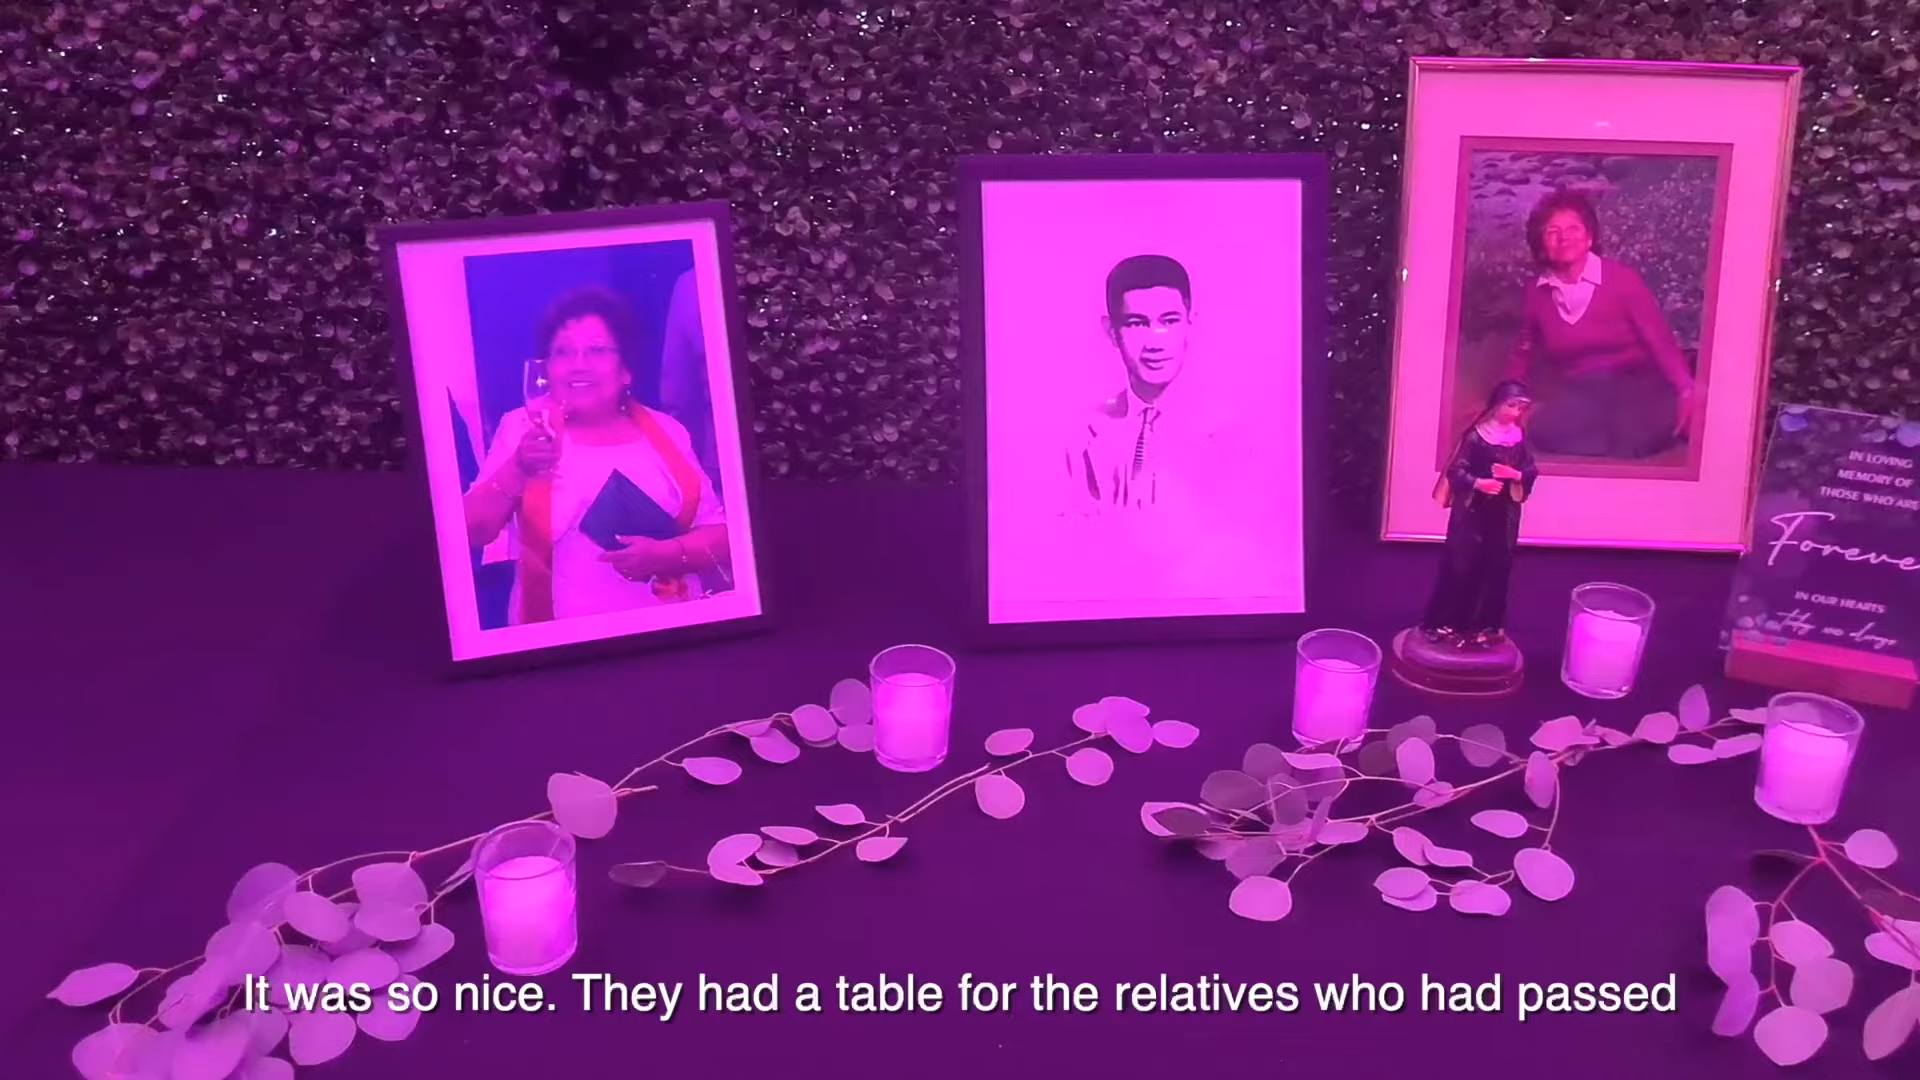 IN LOVING
MEMORY OF
THOSE WHO ARE
Foreve
IN OUR HEARTS
It was so nice. They had a table for the relatives who had passed